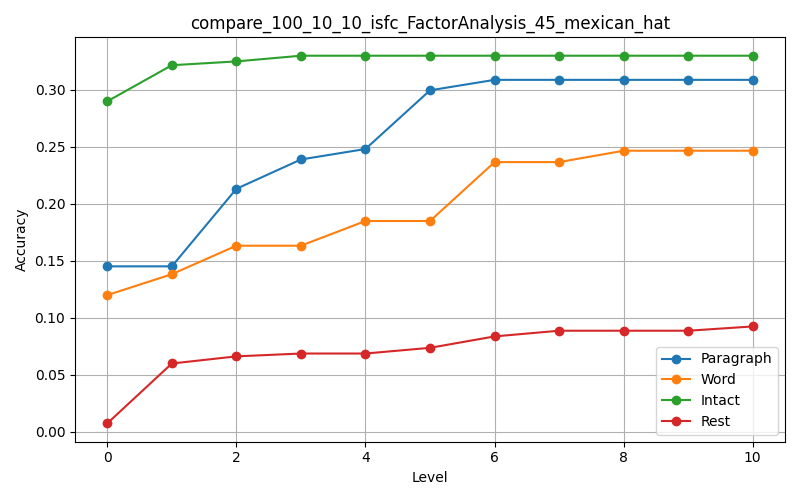 compare_100_10_10_isfc_FactorAnalysis_45_mexican_hat
0.30
0.25
0.20
0.15
0.10
0.05
0.00
Accuracy
0 2 4 6 8 10
Level
Paragraph
Word
Intact
Rest